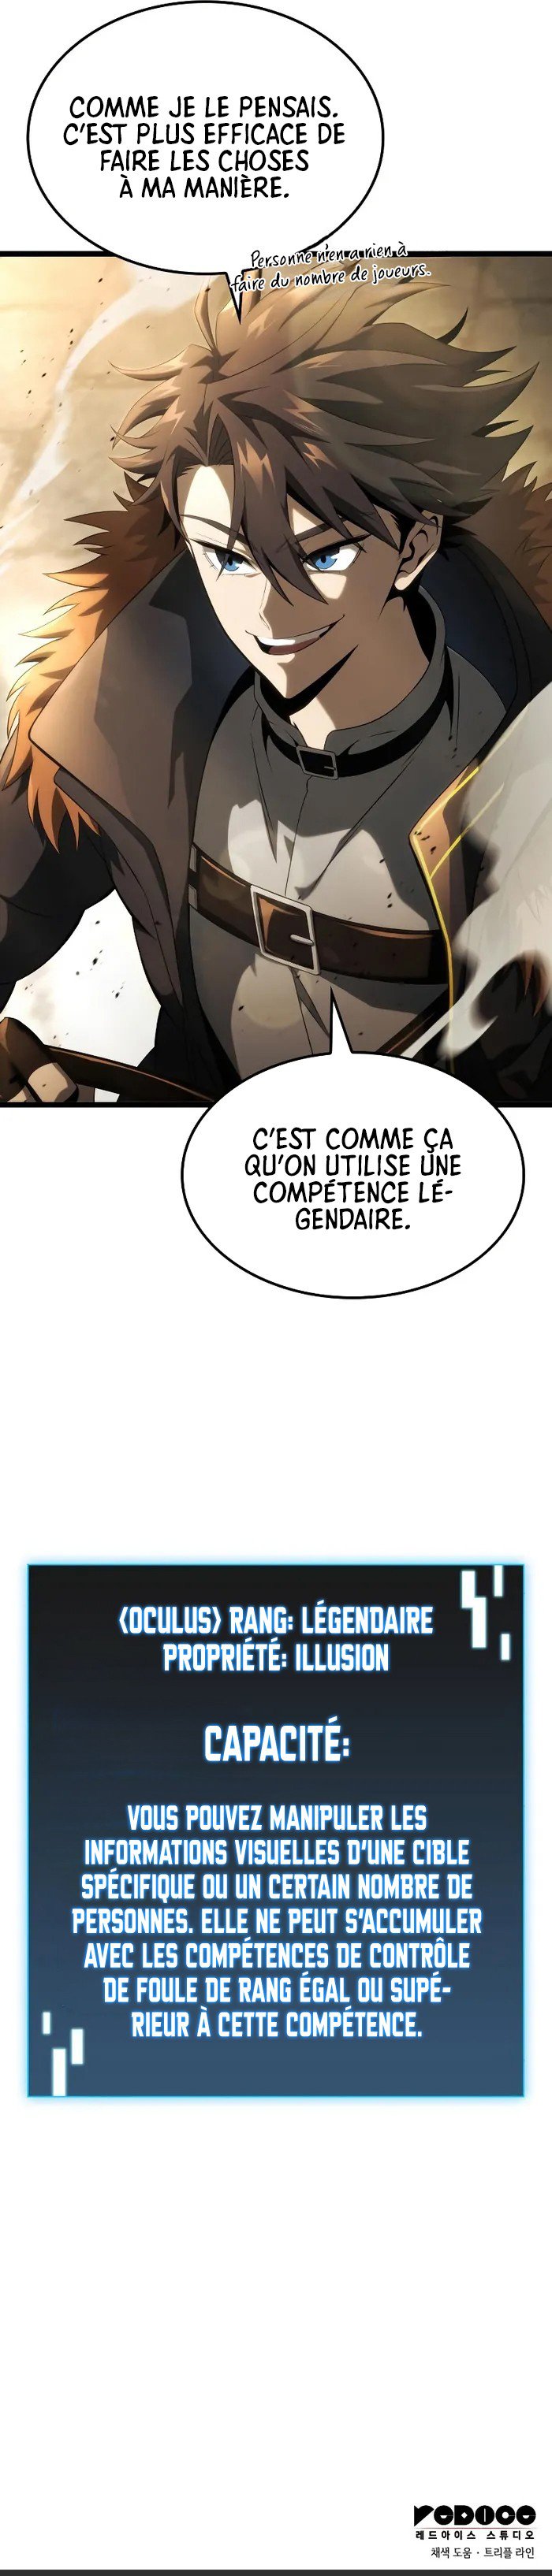 COMME JE LE PENSAIS.
C'EST PLUS EFFICACE DE
FAIRE LES CHOSES
À MA MANIÈRE.
Personne n'en a rien à
faire du nombre de joueurs.
C'EST COMME ÇA
QU'ON UTILISE UNE
COMPÉTENCE LÉ-
GENDAIRE.
<OCULUS> RANG: LÉGENDAIRE
PROPRIÉTÉ: ILLUSION
CAPACITÉ:
VOUS POUVEZ MANIPULER LES
INFORMATIONS VISUELLES D'UNE CIBLE
SPÉCIFIQUE OU UN CERTAIN NOMBRE DE
PERSONNES. ELLE NE PEUT S'ACCUMULER
AVEC LES COMPÉTENCES DE CONTRÔLE
DE FOULE DE RANG ÉGAL OU SUPÉ-
RIEUR À CETTE COMPÉTENCE.
REDICE
레드아이스 스튜디오
채색 도움 · 트리플 라인